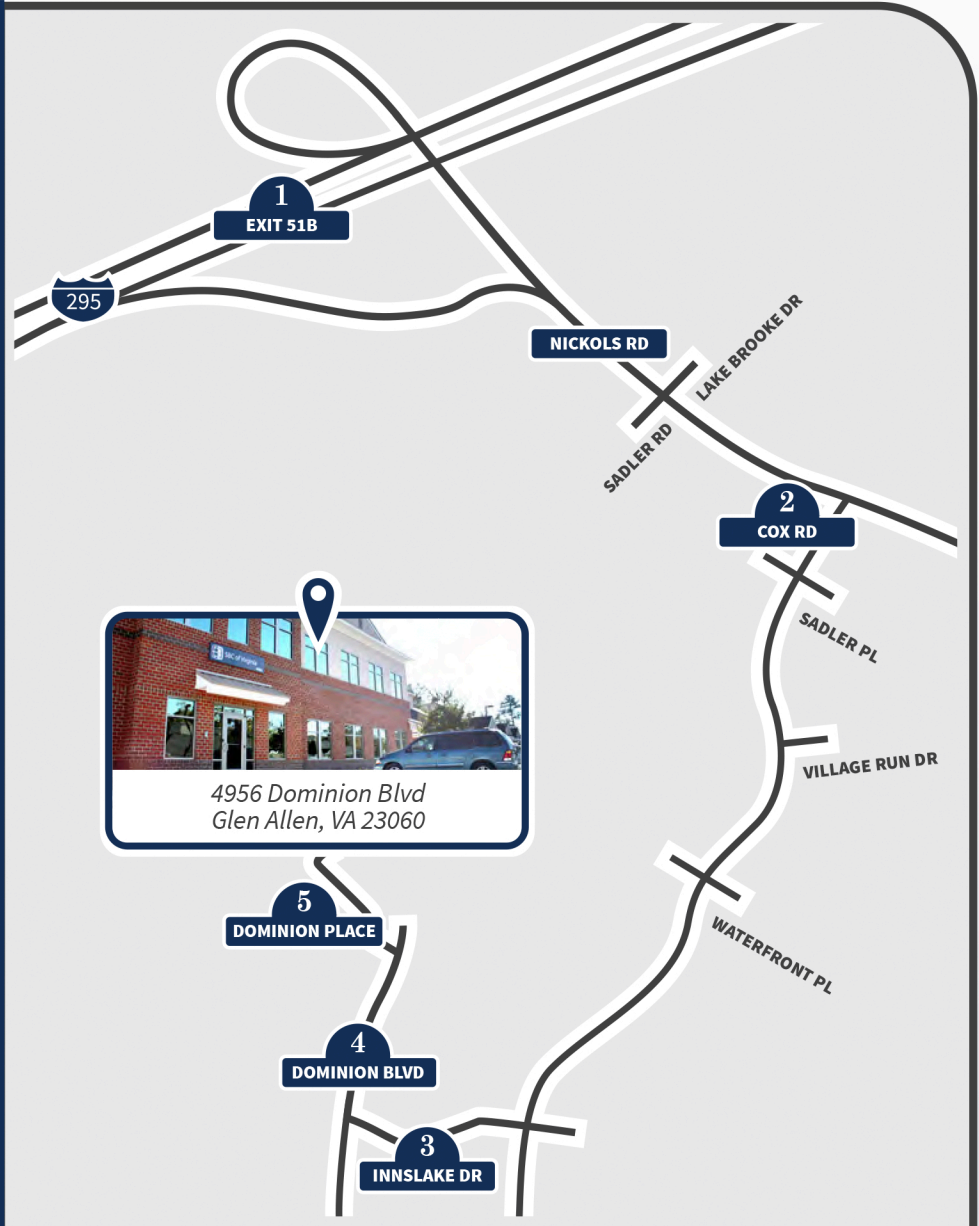 1
EXIT 51B
295
NICKOLS RD
LAKE BROOKE DR
SADLER RD
2
COX RD
SADLER PL
VILLAGE RUN DR
4956 Dominion Blvd
Glen Allen, VA 23060
5
DOMINION PLACE
WATERFRONT PL
4
DOMINION BLVD
3
INNSLAKE DR